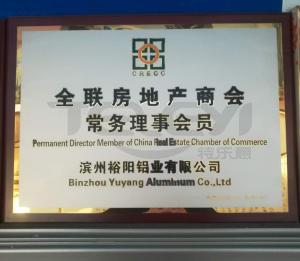 CRECC
全联房地产商会
常务理事会员
Permanent Director Member of China Real Estate Chamber of Commerce
滨州裕阳铝业有限公司
Binzhou Yuyang Aluminum Co.,Ltd